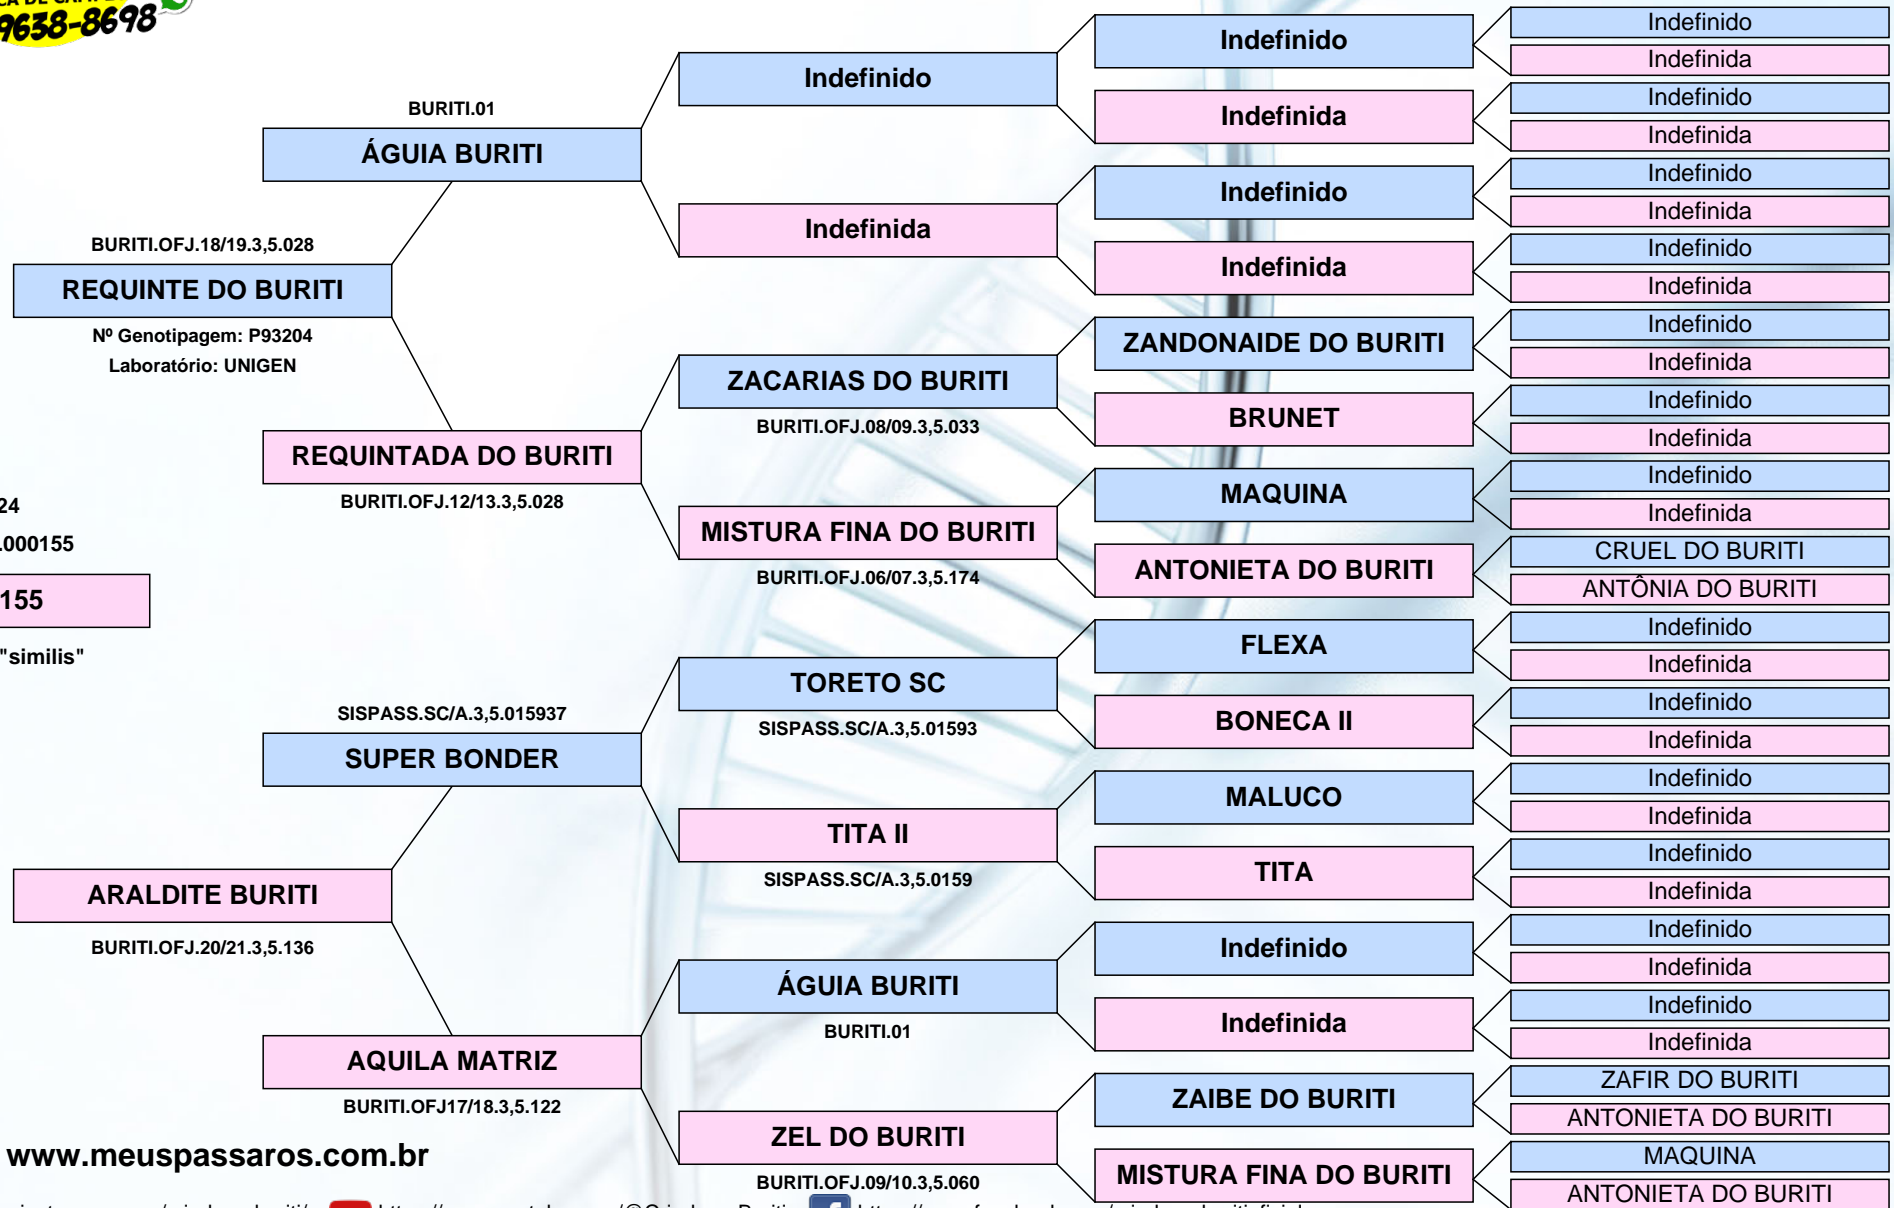 9638-8698
24
.000155
155
"similis"
BURITI.OFJ.18/19.3,5.028
REQUINTE DO BURITI
Nº Genotipagem: P93204
Laboratório: UNIGEN
ARALDITE BURITI
BURITI.OFJ.20/21.3,5.136
BURITI.01
ÁGUIA BURITI
REQUINTADA DO BURITI
BURITI.OFJ.12/13.3,5.028
SISPASS.SC/A.3,5.015937
SUPER BONDER
AQUILA MATRIZ
BURITI.OFJ17/18.3,5.122
Indefinido
Indefinida
ZACARIAS DO BURITI
BURITI.OFJ.08/09.3,5.033
MISTURA FINA DO BURITI
BURITI.OFJ.06/07.3,5.174
TORETO SC
SISPASS.SC/A.3,5.01593
TITA II
SISPASS.SC/A.3,5.0159
ÁGUIA BURITI
BURITI.01
ZEL DO BURITI
BURITI.OFJ.09/10.3,5.060
Indefinido
Indefinida
Indefinido
Indefinida
ZANDONAIDE DO BURITI
BRUNET
MAQUINA
ANTONIETA DO BURITI
FLEXA
BONECA II
MALUCO
TITA
Indefinido
Indefinida
ZAIBE DO BURITI
MISTURA FINA DO BURITI
Indefinido
Indefinida
Indefinido
Indefinida
Indefinido
Indefinida
Indefinido
Indefinida
Indefinido
Indefinida
Indefinido
Indefinida
Indefinido
Indefinida
CRUEL DO BURITI
ANTÔNIA DO BURITI
Indefinido
Indefinida
Indefinido
Indefinida
Indefinido
Indefinida
Indefinido
Indefinida
Indefinido
Indefinida
Indefinido
Indefinida
ZAFIR DO BURITI
ANTONIETA DO BURITI
MAQUINA
ANTONIETA DO BURITI
www.meuspassaros.com.br